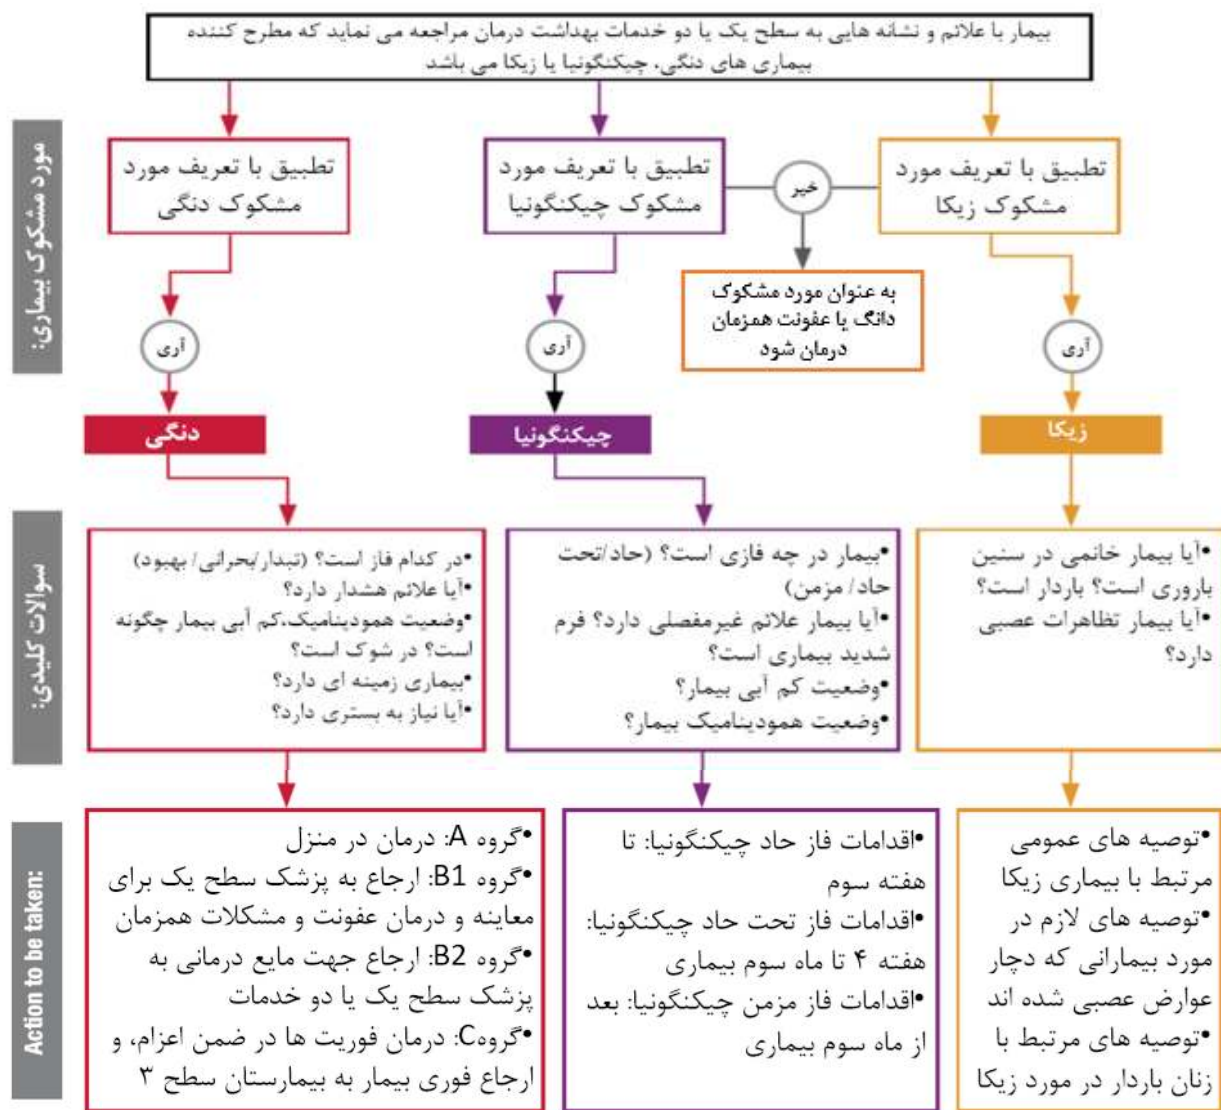 بیمار با علائم و نشانه هایی به سطح یک یا دو خدمات بهداشت درمان مراجعه می نماید که مطرح کننده
بیماری های دنگی، چیکنگونیا یا زیکا می باشد
مورد مشکوک بیماری:
تطبیق با تعریف مورد
مشکوک زیکا
خیر
تطبیق با تعریف مورد
مشکوک چیکنگونیا
تطبیق با تعریف مورد
مشکوک دنگی
به عنوان مورد مشکوک
دانگ یا عفونت همزمان
درمان شود
آری
آری
آری
زیکا
چیکنگونیا
دنگی
سوالات کلیدی:
•آیا بیمار خانمی در سنین
باروری است؟ باردار است؟
•آیا بیمار تظاهرات عصبی
دارد؟
•بیمار در چه فازی است؟ (حاد/تحت
حاد/ مزمن)
•آیا بیمار علائم غیرمفصلی دارد؟ فرم
شدید بیماری است؟
•وضعیت کم آبی بیمار؟
•وضعیت همودینامیک بیمار؟
•در کدام فاز است؟ (تبدار/بحرانی/ بهبود)
•آیا علائم هشدار دارد؟
•وضعیت همودینامیک،کم آبی بیمار چگونه
است؟ در شوک است؟
•بیماری زمینه ای دارد؟
•آیا نیاز به بستری دارد؟
Action to be taken:
•توصیه های عمومی
مرتبط با بیماری زیکا
•توصیه های لازم در
مورد بیمارانی که دچار
عوارض عصبی شده اند
•توصیه های مرتبط با
زنان باردار در مورد زیکا
•اقدامات فاز حاد چیکنگونیا: تا
هفته سوم
•اقدامات فاز تحت حاد چیکنگونیا:
هفته ۴ تا ماه سوم بیماری
•اقدامات فاز مزمن چیکنگونیا: بعد
از ماه سوم بیماری
•گروه A: درمان در منزل
•گروه B1: ارجاع به پزشک سطح یک برای
معاینه و درمان عفونت و مشکلات همزمان
•گروه B2: ارجاع جهت مایع درمانی به
پزشک سطح یک یا دو خدمات
•گروهC: درمان فوریت ها در ضمن اعزام، و
ارجاع فوری بیمار به بیمارستان سطح ۳